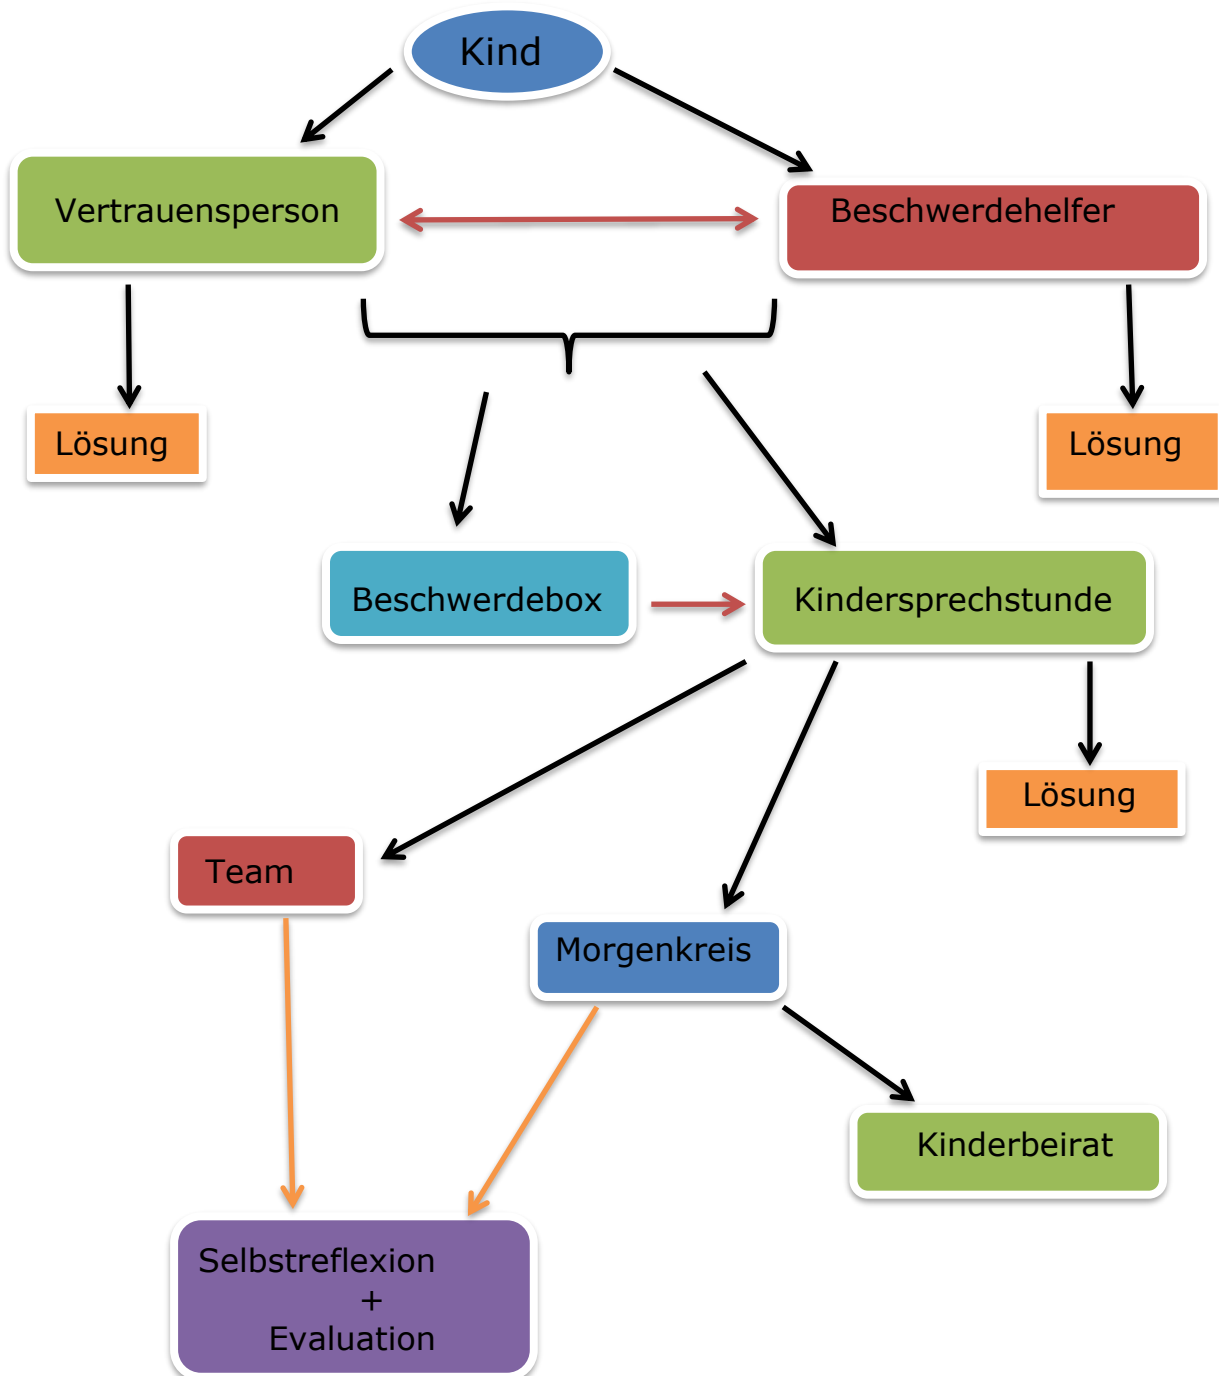 Kind
Vertrauensperson
Beschwerdehelfer
Lösung
Lösung
Beschwerdebox
Kindersprechstunde
Lösung
Team
Morgenkreis
Kinderbeirat
Selbstreflexion
+
Evaluation